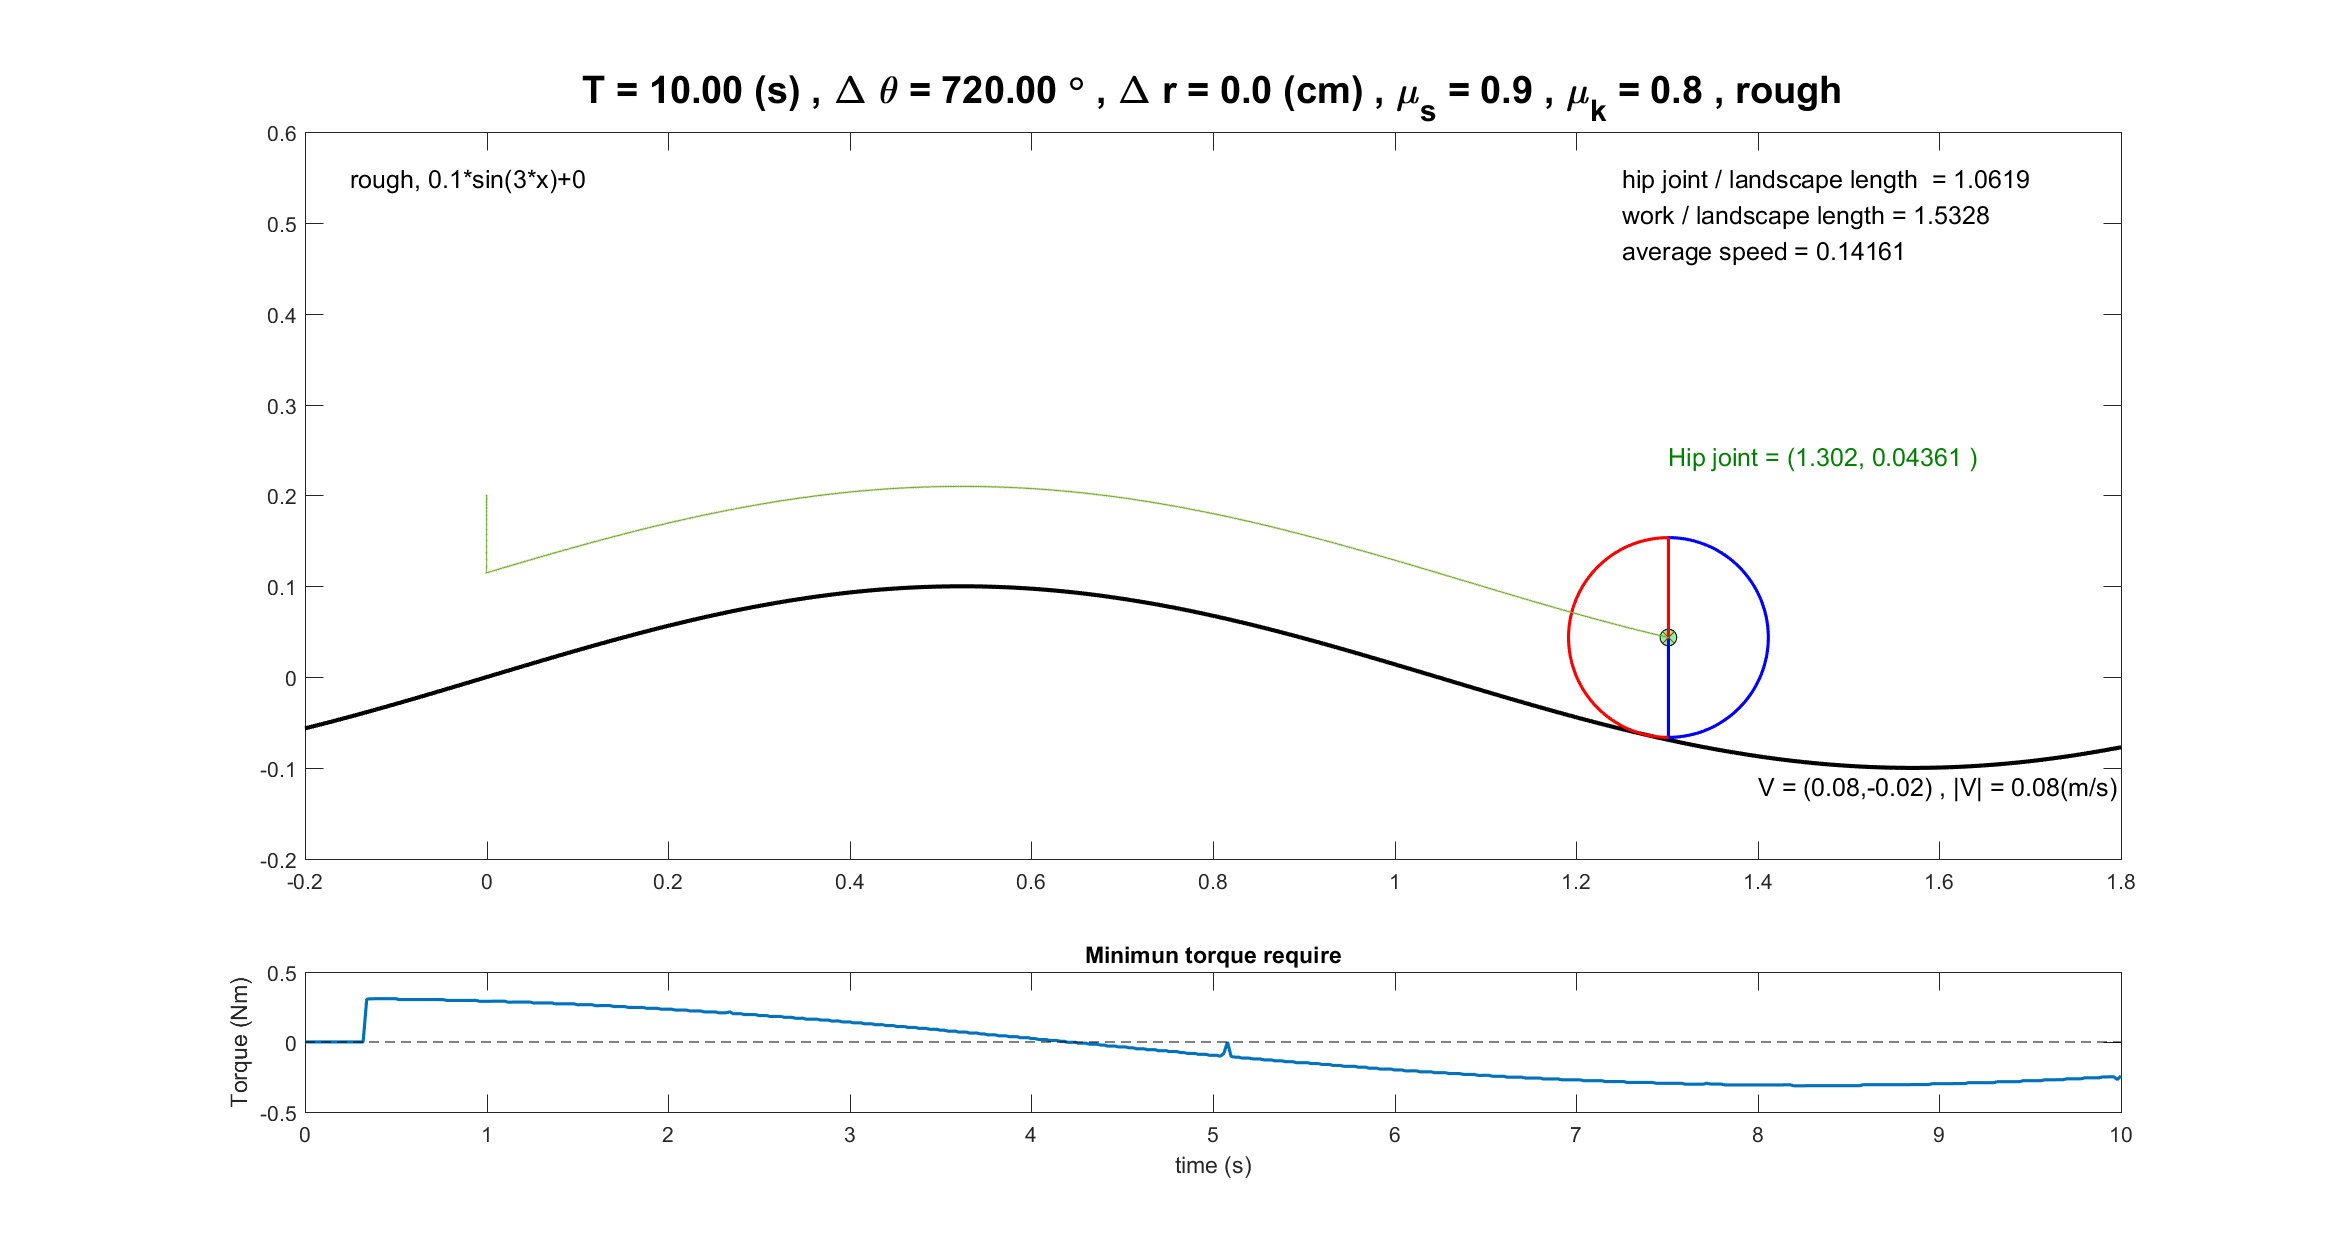 T = 10.00 (s) , Δ θ = 720.00 ° , Δ r = 0.0 (cm) , μs = 0.9 , μk = 0.8 , rough
0.6
0.5
0.4
0.3
0.2
0.1
0
-0.1
-0.2
rough, 0.1*sin(3*x)+0
hip joint / landscape length = 1.0619
work / landscape length = 1.5328
average speed = 0.14161
Hip joint = (1.302, 0.04361 )
V = (0.08,-0.02) , |V| = 0.08(m/s)
-0.2 0 0.2 0.4 0.6 0.8 1 1.2 1.4 1.6 1.8
Minimun torque require
Torque (Nm)
0.5
0
-0.5
0 1 2 3 4 5 6 7 8 9 10
time (s)